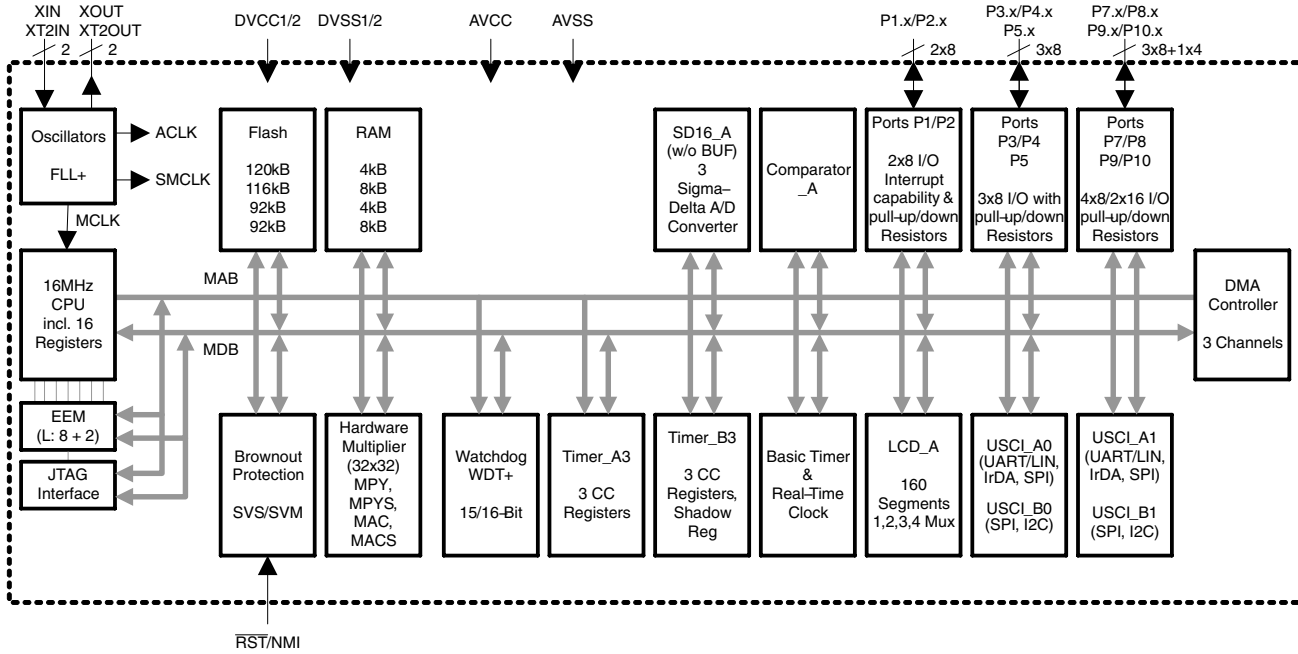 XIN
XT2IN
2
XOUT
XT2OUT
2
DVCC1/2
DVSS1/2
AVCC
AVSS
P1.x/P2.x
2x8
P3.x/P4.x
P5.x
3x8
P7.x/P8.x
P9.x/P10.x
3x8+1x4
Oscillators
FLL+
ACLK
SMCLK
MCLK
Flash
120kB
116kB
92kB
92kB
RAM
4kB
8kB
4kB
8kB
SD16_A
(w/o BUF)
3
Sigma–
Delta A/D
Converter
Comparator
_A
Ports P1/P2
2x8 I/O
Interrupt
capability &
pull–up/down
Resistors
Ports
P3/P4
P5
3x8 I/O with
pull–up/down
Resistors
Ports
P7/P8
P9/P10
4x8/2x16 I/O
pull–up/down
Resistors
16MHz
CPU
incl. 16
Registers
MAB
MDB
DMA
Controller
3 Channels
EEM
(L: 8 + 2)
JTAG
Interface
Brownout
Protection
SVS/SVM
Hardware
Multiplier
(32x32)
MPY,
MPYS,
MAC,
MACS
Watchdog
WDT+
15/16–Bit
Timer_A3
3 CC
Registers
Timer_B3
3 CC
Registers,
Shadow
Reg
Basic Timer
&
Real–Time
Clock
LCD_A
160
Segments
1,2,3,4 Mux
USCI_A0
(UART/LIN,
IrDA, SPI)
USCI_B0
(SPI, I2C)
USCI_A1
(UART/LIN,
IrDA, SPI)
USCI_B1
(SPI, I2C)
RST/NMI